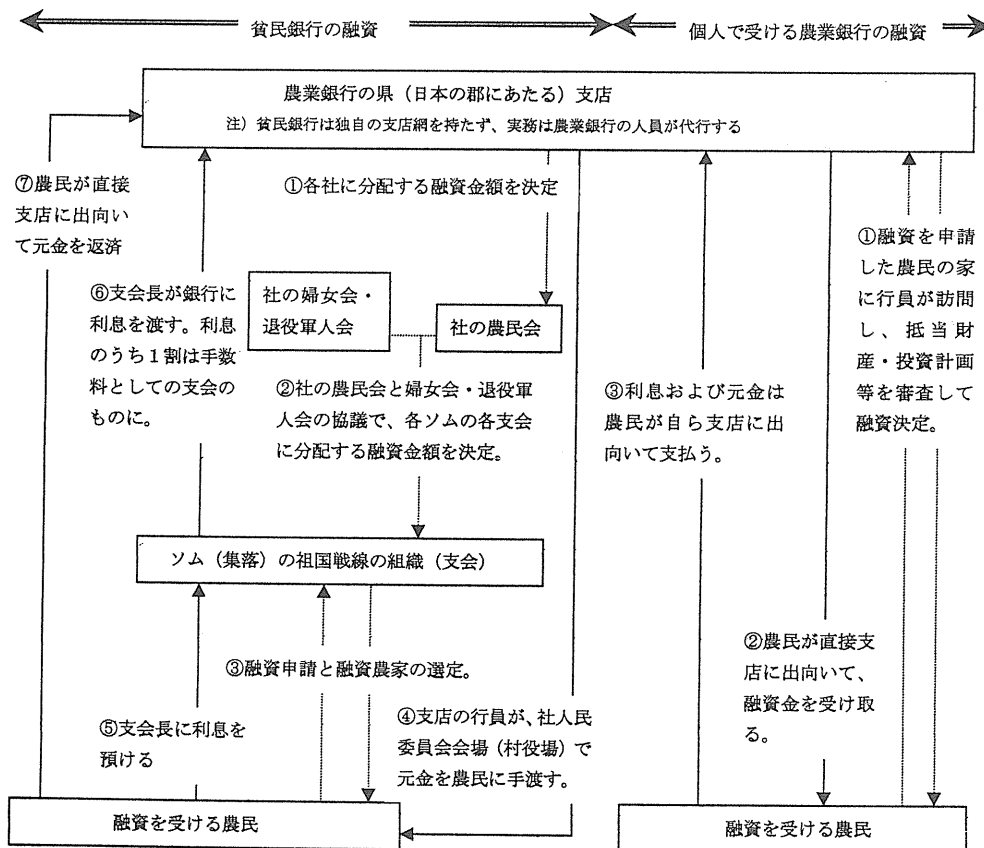 貧民銀行の融資
個人で受ける農業銀行の融資
農業銀行の県（日本の郡にあたる）支店
注）貧民銀行は独自の支店網を持たず、実務は農業銀行の人員が代行する
⑦農民が直接
支店に出向い
て元金を返済
①各社に分配する融資金額を決定
⑥支会長が銀行に
利息を渡す。利息
のうち１割は手数
料としての支会の
ものに。
社の婦女会・
退役軍人会
社の農民会
②社の農民会と婦女会・退役軍
人会の協議で、各ソムの各支会
に分配する融資金額を決定。
③利息および元金は
農民が自ら支店に出
向いて支払う。
①融資を申請
した農民の家
に行員が訪問
し、抵当財
産・投資計画
等を審査して
融資決定。
ソム（集落）の祖国戦線の組織（支会）
③融資申請と融資農家の選定。
②農民が直接支
店に出向いて、
融資金を受け取
る。
⑤支会長に利息を
預ける
④支店の行員が、社人民
委員会会場（村役場）で
元金を農民に手渡す。
融資を受ける農民
融資を受ける農民